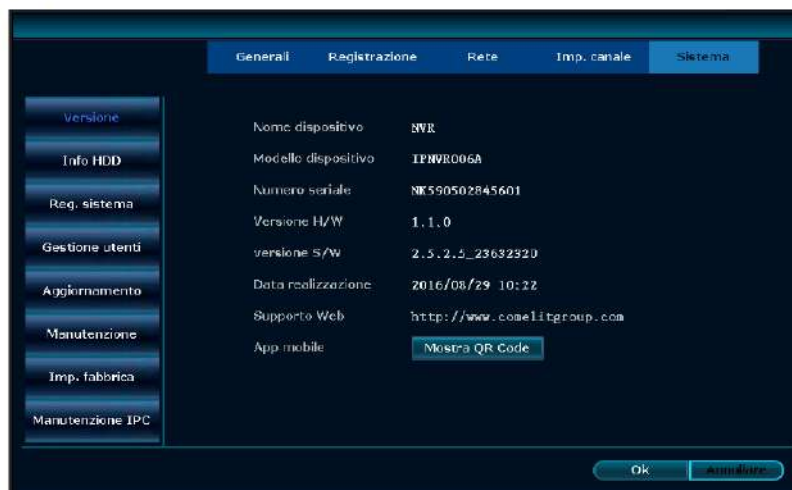 Generali Registrazione Rete Imp. canale Sistema
Versione
Info HDD
Reg. sistema
Gestione utenti
Aggiornamento
Manutenzione
Imp. fabbrica
Manutenzione IPC
Nome dispositivo NVR
Modello dispositivo IPNVR006A
Numero seriale NK590502845601
Versione H/W 1.1.0
versione S/W 2.5.2.5_23632320
Data realizzazione 2016/08/29 10:22
Supporto Web http://www.comelitgroup.com
App mobile Mostra QR Code
Ok Annullare